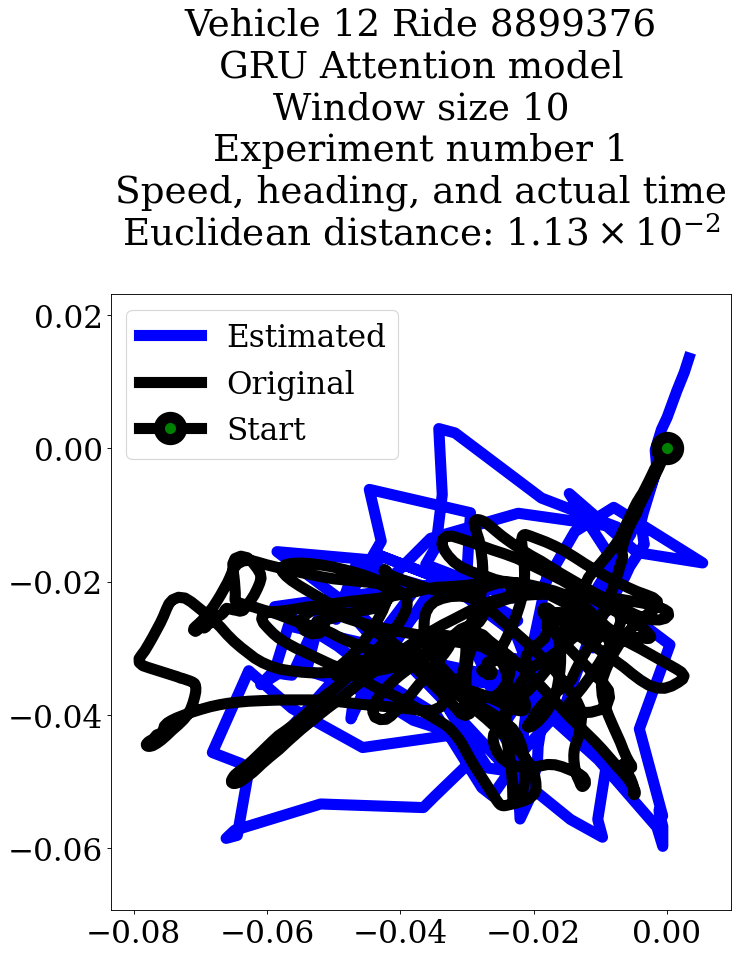 Vehicle 12 Ride 8899376
GRU Attention model
Window size 10
Experiment number 1
Speed, heading, and actual time
Euclidean distance: 1.13 × 10⁻²
0.02
Estimated
Original
Start
0.00
−0.02
−0.04
−0.06
−0.08 −0.06 −0.04 −0.02 0.00